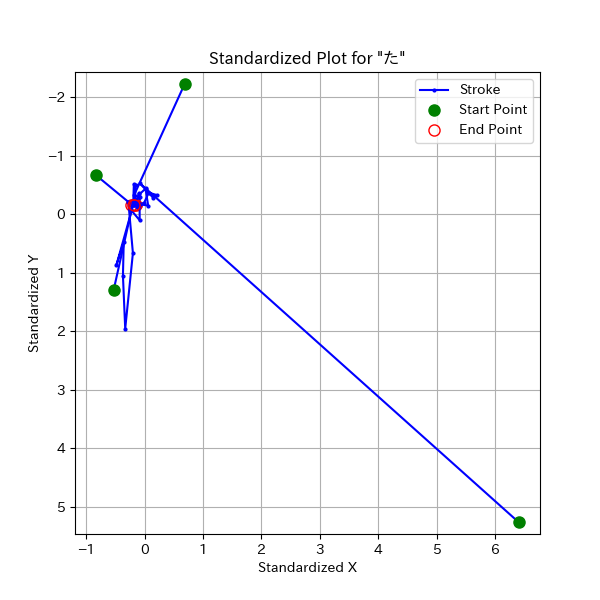 Standardized Plot for "た"
Stroke
Start Point
End Point
−2
−1
0
1
2
3
4
5
Standardized Y
−1 0 1 2 3 4 5 6
Standardized X